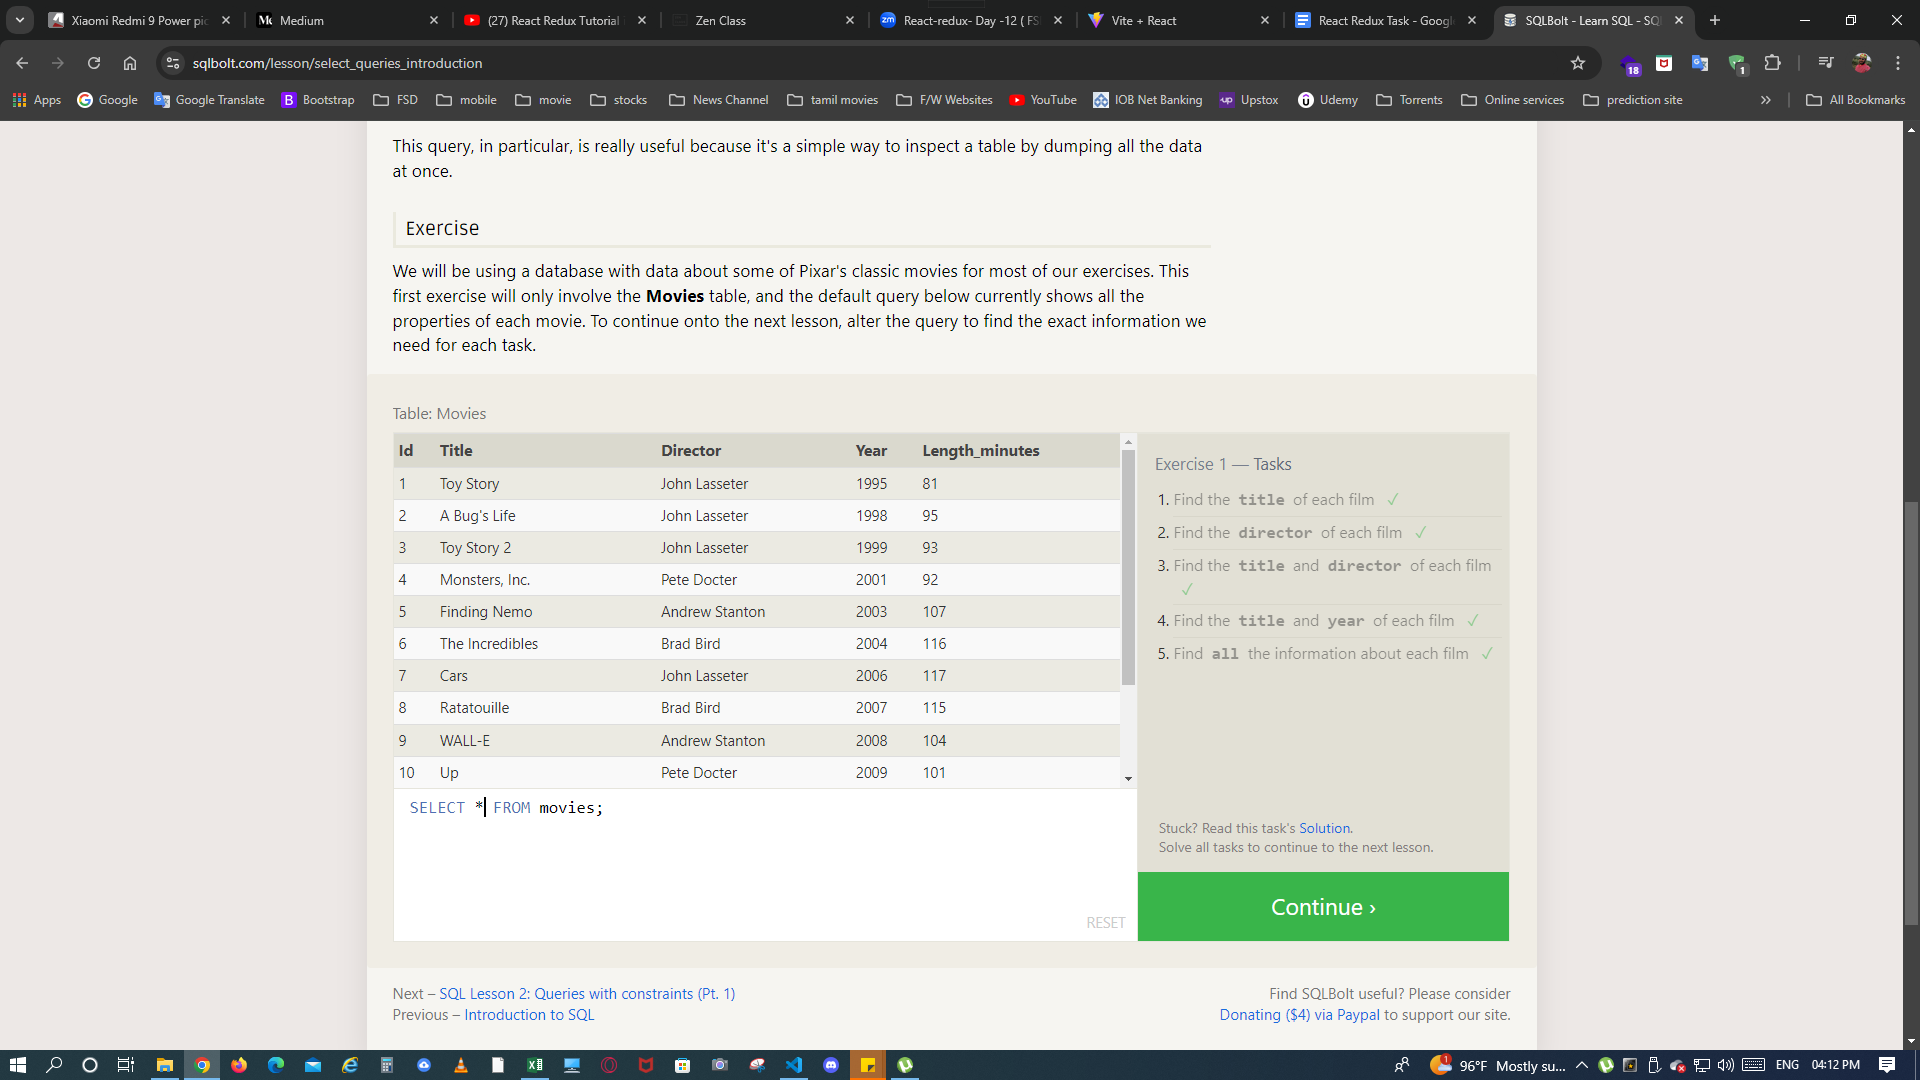 Xiaomi Redmi 9 Power pic
Medium
(27) React Redux Tutorial
Zen Class
zm
React-redux- Day -12 ( FS
Vite + React
React Redux Task - Googl
SQLBolt - Learn SQL - SQ
sqlbolt.com/lesson/select_queries_introduction
18
1
Apps
Google
Google Translate
Bootstrap
FSD
mobile
movie
stocks
News Channel
tamil movies
F/W Websites
YouTube
IOB Net Banking
Upstox
Udemy
Torrents
Online services
prediction site
All Bookmarks
This query, in particular, is really useful because it's a simple way to inspect a table by dumping all the data
at once.
Exercise
We will be using a database with data about some of Pixar's classic movies for most of our exercises. This
first exercise will only involve the Movies table, and the default query below currently shows all the
properties of each movie. To continue onto the next lesson, alter the query to find the exact information we
need for each task.
Table: Movies
Id Title Director Year Length_minutes
1 Toy Story John Lasseter 1995 81
2 A Bug's Life John Lasseter 1998 95
3 Toy Story 2 John Lasseter 1999 93
4 Monsters, Inc. Pete Docter 2001 92
5 Finding Nemo Andrew Stanton 2003 107
6 The Incredibles Brad Bird 2004 116
7 Cars John Lasseter 2006 117
8 Ratatouille Brad Bird 2007 115
9 WALL-E Andrew Stanton 2008 104
10 Up Pete Docter 2009 101
SELECT * FROM movies;
RESET
Exercise 1 — Tasks
1. Find the title of each film ✓
2. Find the director of each film ✓
3. Find the title and director of each film
✓
4. Find the title and year of each film ✓
5. Find all the information about each film ✓
Stuck? Read this task's Solution.
Solve all tasks to continue to the next lesson.
Continue ›
Next – SQL Lesson 2: Queries with constraints (Pt. 1)
Previous – Introduction to SQL
Find SQLBolt useful? Please consider
Donating ($4) via Paypal to support our site.
1
96°F Mostly su...
ENG
04:12 PM